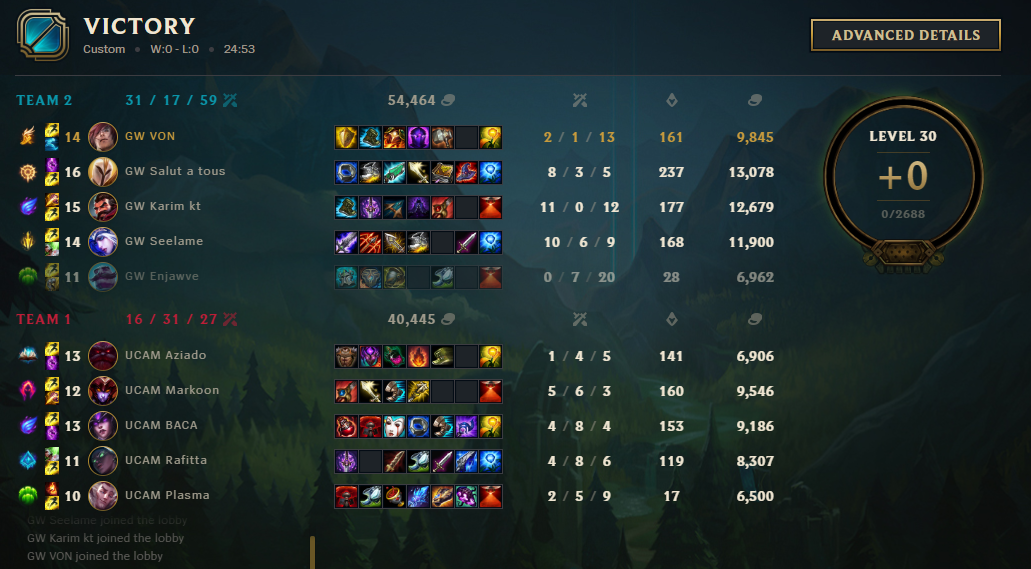 VICTORY
Custom • W:0 - L:0 • 24:53
ADVANCED DETAILS
TEAM 2 31 / 17 / 59 54,464
14 GW VON 2 / 1 / 13 161 9,845
16 GW Salut a tous 8 / 3 / 5 237 13,078
15 GW Karim kt 11 / 0 / 12 177 12,679
14 GW Seelame 10 / 6 / 9 168 11,900
11 GW Enjawve 0 / 7 / 20 28 6,962
LEVEL 30
+0
0/2688
TEAM 1 16 / 31 / 27 40,445
13 UCAM Aziado 1 / 4 / 5 141 6,906
12 UCAM Markoon 5 / 6 / 3 160 9,546
13 UCAM BACA 4 / 8 / 4 153 9,186
11 UCAM Rafitta 4 / 8 / 6 119 8,307
10 UCAM Plasma 2 / 5 / 9 17 6,500
GW Seelame joined the lobby
GW Karim kt joined the lobby
GW VON joined the lobby